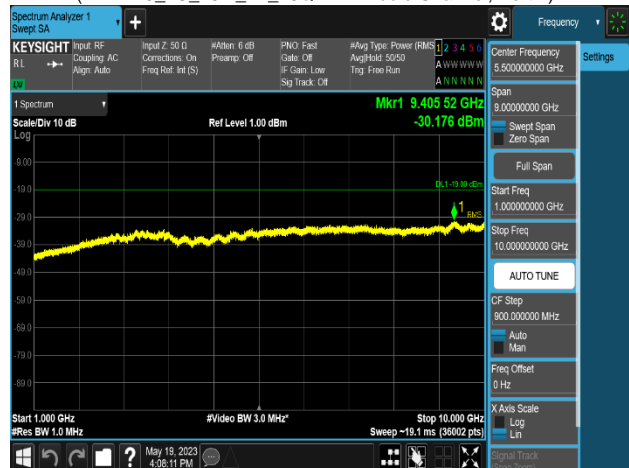 Spectrum Analyzer 1
Swept SA
Frequency
KEYSIGHT
RL
LV
Input: RF
Coupling: AC
Align: Auto
Input Z: 50 Ω
Corrections: On
Freq Ref: Int (S)
#Atten: 6 dB
Preamp: Off
PNO: Fast
Gate: Off
IF Gain: Low
Sig Track: Off
#Avg Type: Power (RMS
Avg|Hold: 50/50
Trig: Free Run
1 2 3 4 5 6
A W W W W W
A N N N N N
1 Spectrum
Scale/Div 10 dB
Log
Ref Level 1.00 dBm
Mkr1 9.405 52 GHz
-30.176 dBm
-9.00
-19.0
-29.0
-39.0
-49.0
-59.0
-69.0
-79.0
-89.0
1
RMS
Start 1.000 GHz
#Res BW 1.0 MHz
#Video BW 3.0 MHz*
Stop 10.000 GHz
Sweep ~19.1 ms (36002 pts)
May 19, 2023
4:08:11 PM
?
Center Frequency
5.500000000 GHz
Settings
Span
9.00000000 GHz
Swept Span
Zero Span
Full Span
Start Freq
1.000000000 GHz
Stop Freq
10.000000000 GHz
AUTO TUNE
CF Step
900.000000 MHz
Auto
Man
Freq Offset
0 Hz
X Axis Scale
Log
Lin
Signal Track
(Span Zoom)